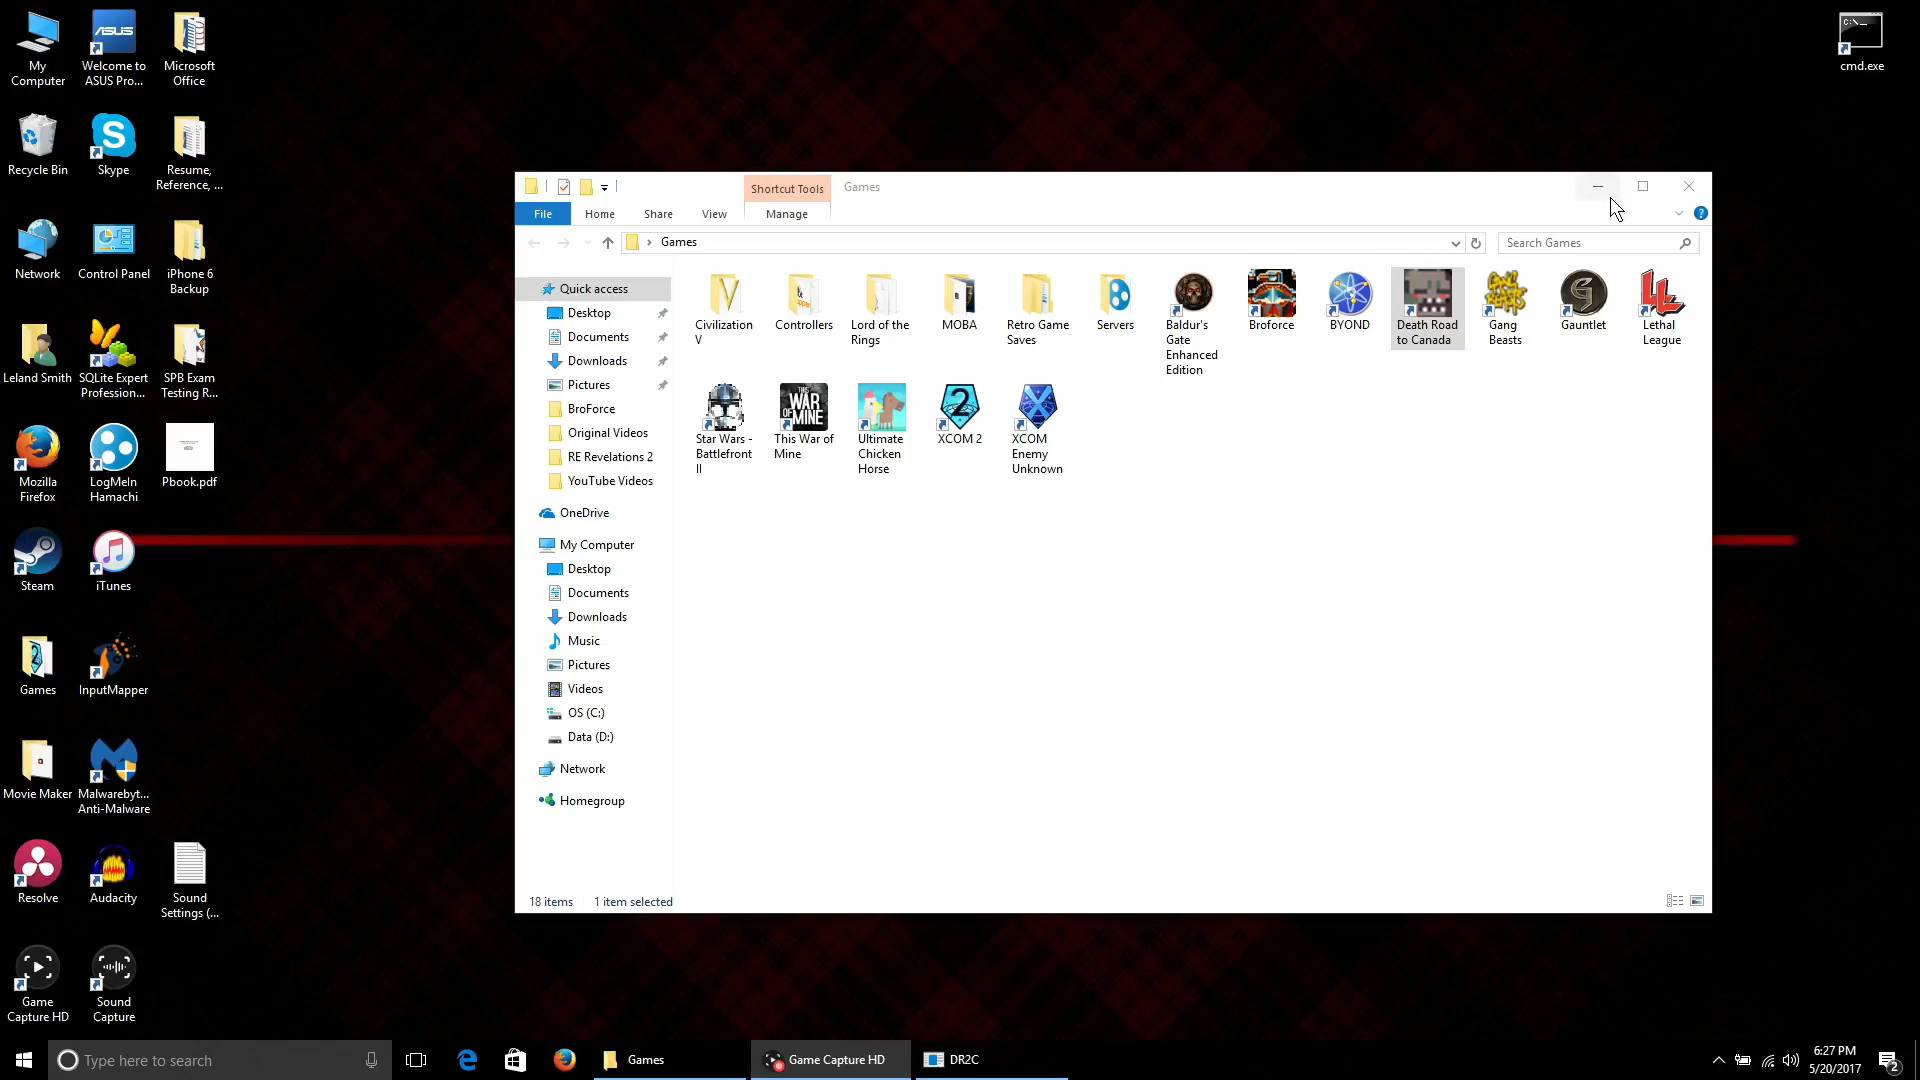 My
Computer
Welcome to
ASUS Pro...
Microsoft
Office
cmd.exe
Recycle Bin
Skype
Resume,
Reference, ...
Network
Control Panel
iPhone 6
Backup
Leland Smith
SQLite Expert
Profession...
SPB Exam
Testing R...
Mozilla
Firefox
LogMeIn
Hamachi
Pbook.pdf
Steam
iTunes
Games
InputMapper
Movie Maker
Malwarebyt...
Anti-Malware
Resolve
Audacity
Sound
Settings (...
Game
Capture HD
Sound
Capture
Shortcut Tools
Games
File
Home
Share
View
Manage
Games
Search Games
Quick access
Desktop
Documents
Downloads
Pictures
BroForce
Original Videos
RE Revelations 2
YouTube Videos
OneDrive
My Computer
Desktop
Documents
Downloads
Music
Pictures
Videos
OS (C:)
Data (D:)
Network
Homegroup
Civilization
V
Controllers
Lord of the
Rings
MOBA
Retro Game
Saves
Servers
Baldur's
Gate
Enhanced
Edition
Broforce
BYOND
Death Road
to Canada
Gang
Beasts
Gauntlet
Lethal
League
Star Wars -
Battlefront
II
THIS
WAR
OF
MINE
This War of
Mine
Ultimate
Chicken
Horse
XCOM 2
XCOM
Enemy
Unknown
18 items
1 item selected
Type here to search
Games
Game Capture HD
DR2C
6:27 PM
5/20/2017
2